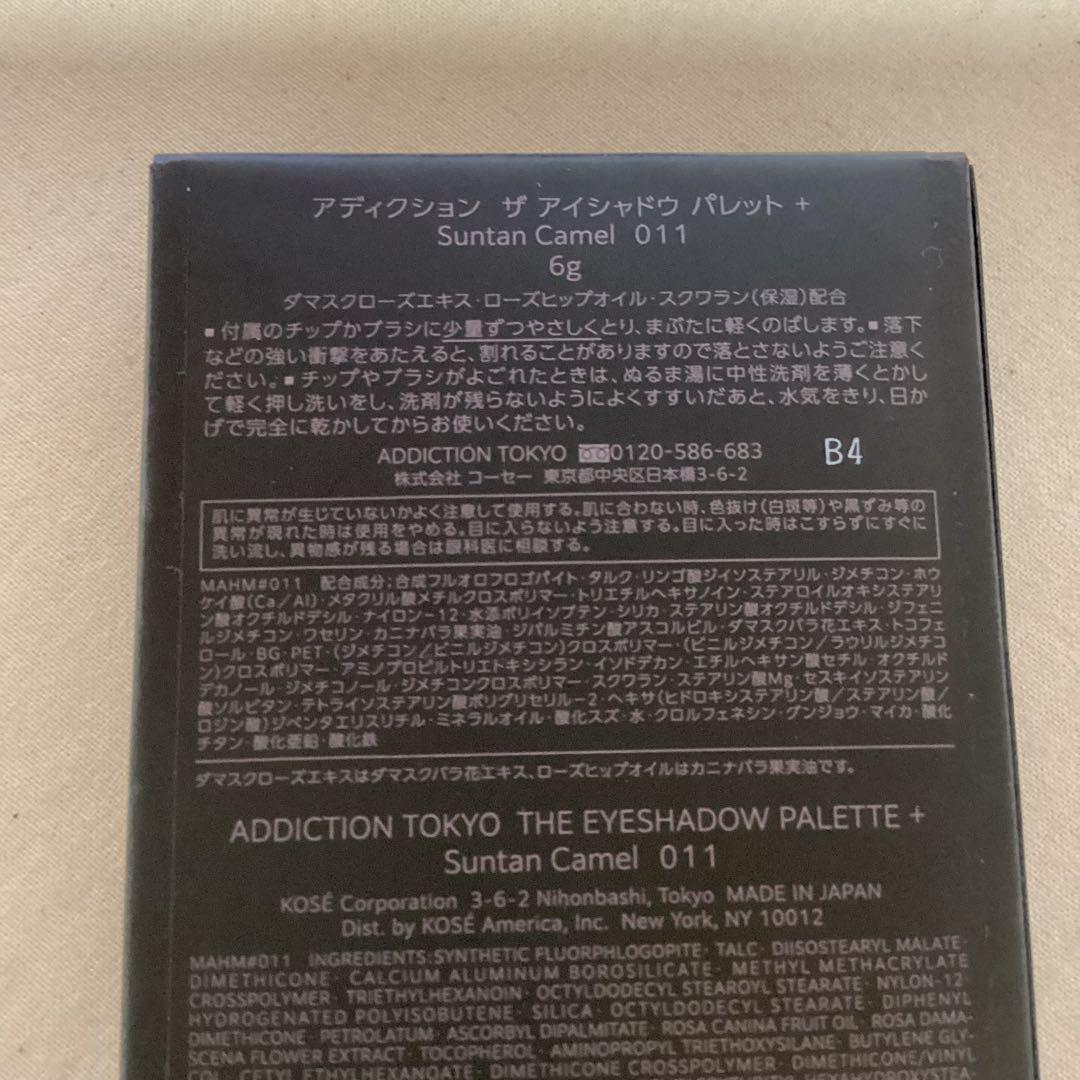 アディクション ザ アイシャドウ パレット +
Suntan Camel 011
6g
ダマスクローズエキス・ローズヒップオイル・スクワラン(保湿)配合
■ 付属のチップかブラシに少量ずつやさしくとり、まぶたに軽くのばします。■ 落下
などの強い衝撃をあたえると、割れることがありますので落とさないようご注意く
ださい。■ チップやブラシがよごれたときは、ぬるま湯に中性洗剤を薄くとかし
て軽く押し洗いをし、洗剤が残らないようによくすすいだあと、水気をきり、日か
げで完全に乾かしてからお使いください。
ADDICTION TOKYO 0120-586-683 B4
株式会社 コーセー 東京都中央区日本橋3-6-2
肌に異常が生じていないかよく注意して使用する。肌に合わない時、色抜け(白斑等)や黒ずみ等の
異常が現れた時は使用をやめる。目に入らないよう注意する。目に入った時はこすらずにすぐに
洗い流し、異物感が残る場合は眼科医に相談する。
MAHM#011 配合成分:合成フルオロフロゴパイト・タルク・リンゴ酸ジイソステアリル・ジメチコン・ホウ
ケイ酸(Ca/Al)・メタクリル酸メチルクロスポリマー・トリエチルヘキサノイン・ステアロイルオキシステアリ
ン酸オクチルドデシル・ナイロン-12・水添ポリイソブテン・シリカ・ステアリン酸オクチルドデシル・ジフェニ
ルジメチコン・ワセリン・カニナバラ果実油・ジパルミチン酸アスコルビル・ダマスクバラ花エキス・トコフェ
ロール・BG・PET・(ジメチコン/ビニルジメチコン)クロスポリマー・(ビニルジメチコン/ラウリルジメチコ
ン)クロスポリマー・アミノプロピルトリエトキシシラン・イソドデカン・エチルヘキサン酸セチル・オクチルド
デカノール・ジメチコノール・ジメチコンクロスポリマー・スクワラン・ステアリン酸Mg・セスキイソステアリン
酸ソルビタン・テトライソステアリン酸ポリグリセリル-2・ヘキサ(ヒドロキシステアリン酸/ステアリン酸/
ロジン酸)ジペンタエリスリチル・ミネラルオイル・酸化スズ・水・クロルフェネシン・グンジョウ・マイカ・酸化
チタン・酸化亜鉛・酸化鉄
ダマスクローズエキスはダマスクバラ花エキス、ローズヒップオイルはカニナバラ果実油です。
ADDICTION TOKYO THE EYESHADOW PALETTE +
Suntan Camel 011
KOSÉ Corporation 3-6-2 Nihonbashi, Tokyo MADE IN JAPAN
Dist. by KOSÉ America, Inc. New York, NY 10012
MAHM#011 INGREDIENTS:SYNTHETIC FLUORPHLOGOPITE· TALC· DIISOSTEARYL MALATE·
DIMETHICONE· CALCIUM ALUMINUM BOROSILICATE· METHYL METHACRYLATE
CROSSPOLYMER· TRIETHYLHEXANOIN· OCTYLDODECYL STEAROYL STEARATE· NYLON-12·
HYDROGENATED POLYISOBUTENE· SILICA· OCTYLDODECYL STEARATE· DIPHENYL
DIMETHICONE· PETROLATUM· ASCORBYL DIPALMITATE· ROSA CANINA FRUIT OIL· ROSA DAMA-
SCENA FLOWER EXTRACT· TOCOPHEROL· AMINOPROPYL TRIETHOXYSILANE· BUTYLENE GLY-
COL· CETYL ETHYLHEXANOATE· DIMETHICONE CROSSPOLYMER· DIMETHICONE/VINYL